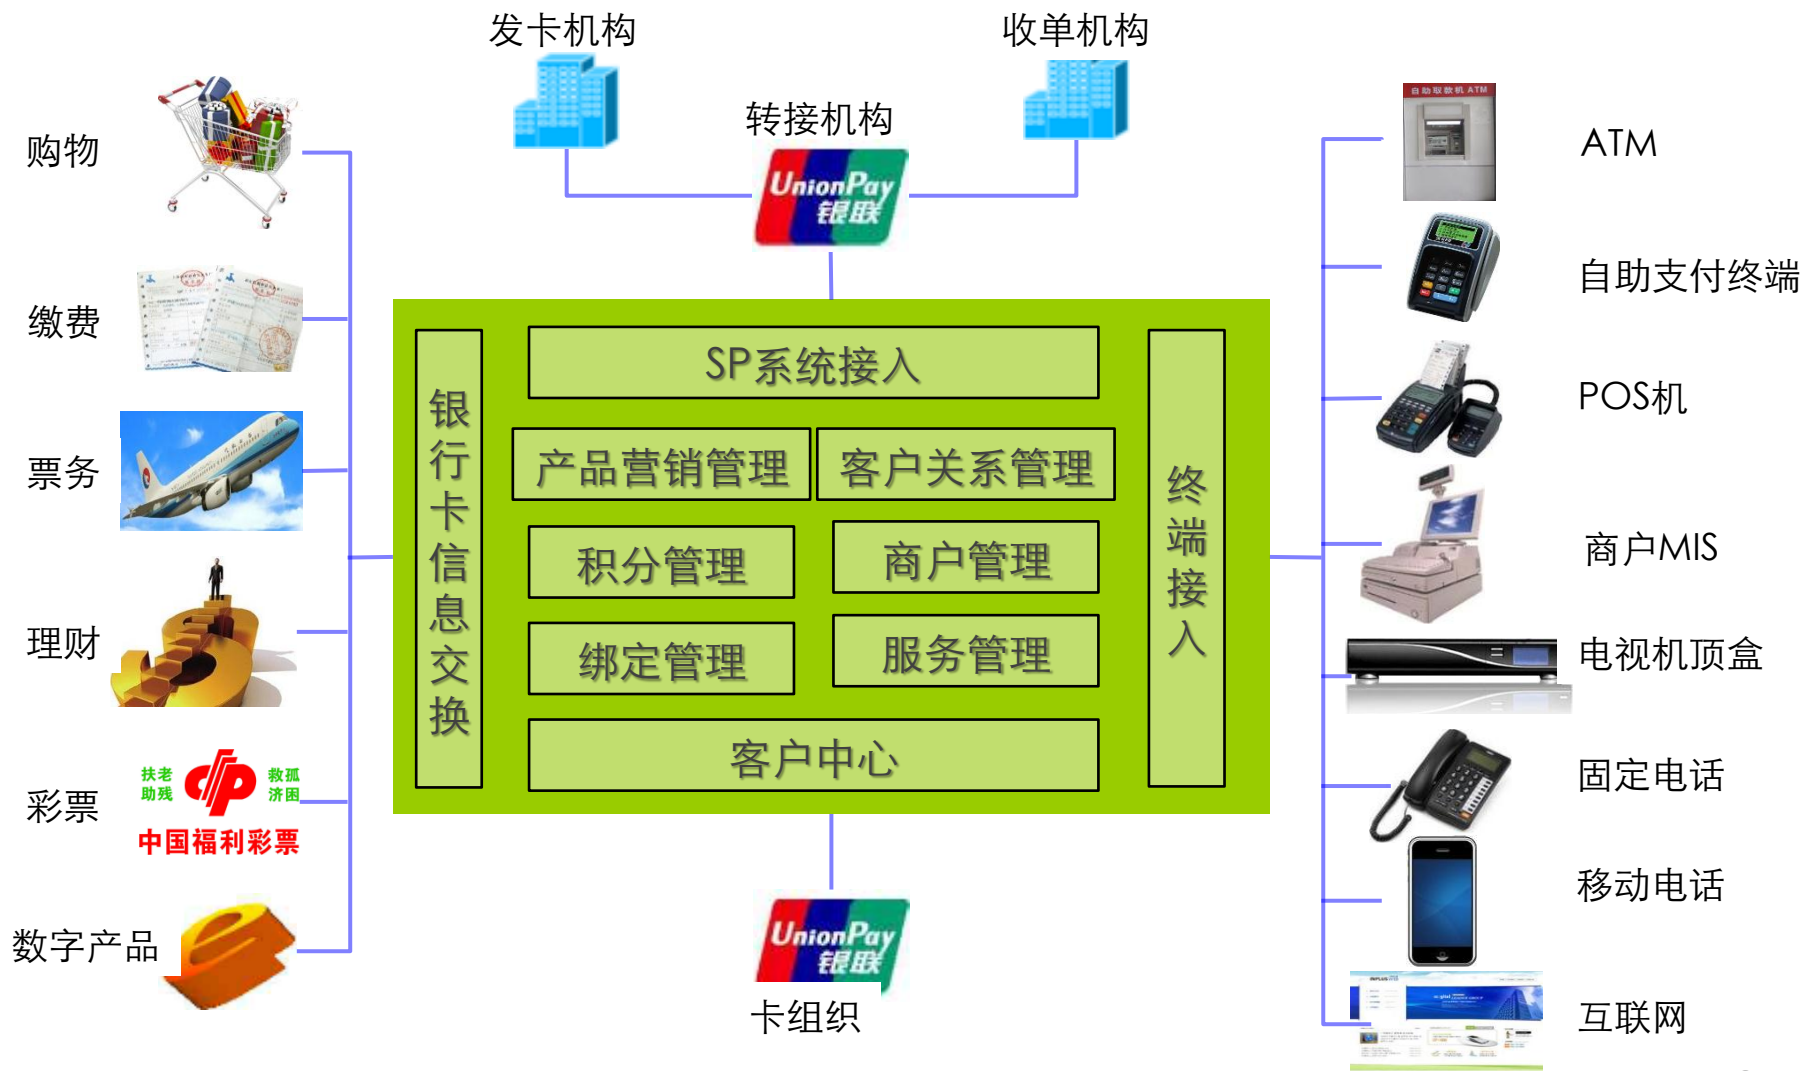 发卡机构
收单机构
转接机构
UnionPay
银联
购物
缴费
票务
理财
彩票
扶老
助残
救孤
济困
中国福利彩票
数字产品
银行卡信息交换
SP系统接入
产品营销管理
客户关系管理
积分管理
商户管理
绑定管理
服务管理
客户中心
终端接入
UnionPay
银联
卡组织
自助取款机 ATM
ATM
自助支付终端
POS机
商户MIS
电视机顶盒
固定电话
移动电话
互联网